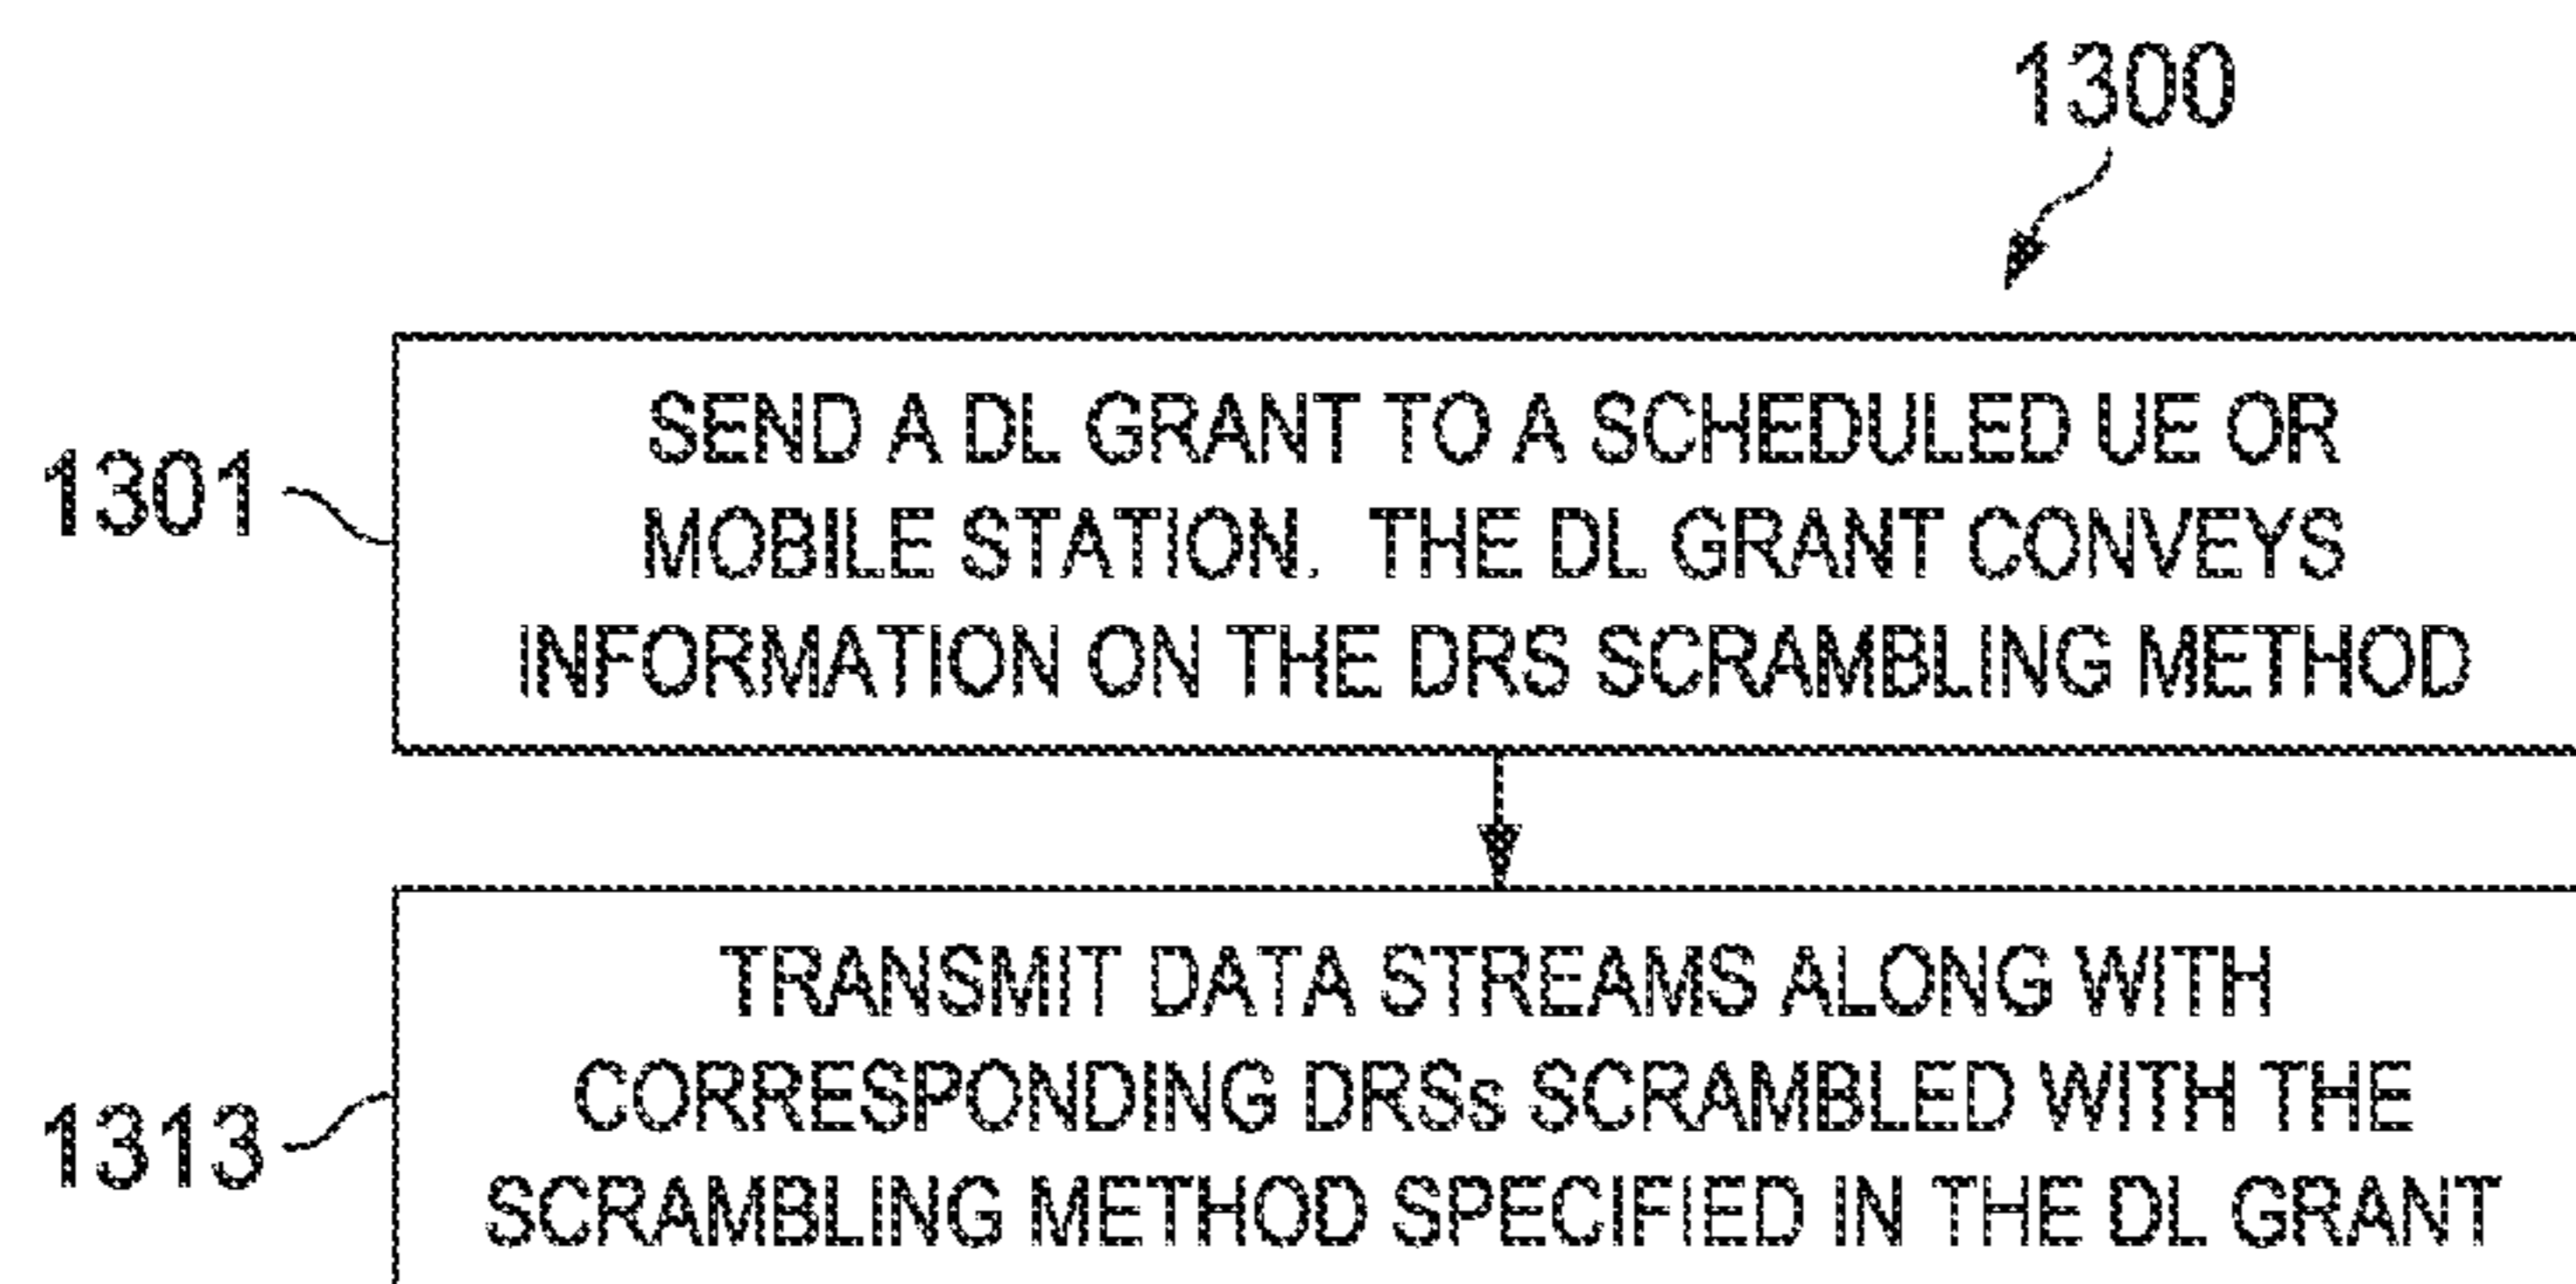 1300
1301
SEND A DL GRANT TO A SCHEDULED UE OR
MOBILE STATION. THE DL GRANT CONVEYS
INFORMATION ON THE DRS SCRAMBLING METHOD
1313
TRANSMIT DATA STREAMS ALONG WITH
CORRESPONDING DRSs SCRAMBLED WITH THE
SCRAMBLING METHOD SPECIFIED IN THE DL GRANT